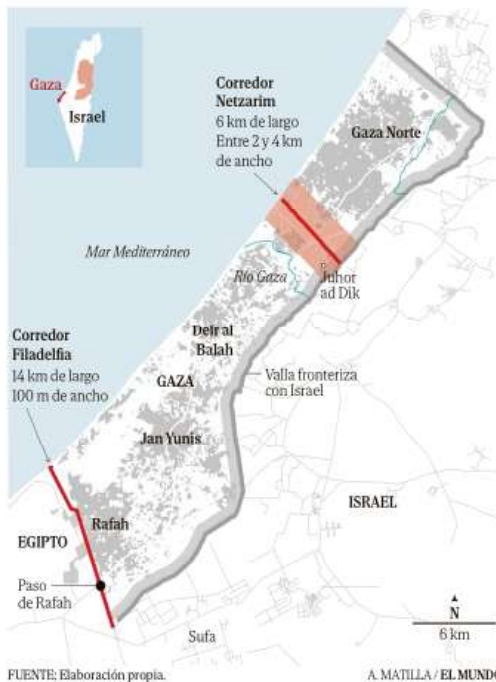 Gaza
Israel
Corredor
Netzarim
6 km de largo
Entre 2 y 4 km
de ancho
Gaza Norte
Mar Mediterráneo
Río Gaza
Juhor
ad Dik
Deir al
Balah
Corredor
Filadelfia
14 km de largo
100 m de ancho
GAZA
Valla fronteriza
con Israel
Jan Yunis
ISRAEL
Rafah
EGIPTO
Paso
de Rafah
Sufa
N
6 km
FUENTE: Elaboración propia.
A. MATILLA / EL MUNDO